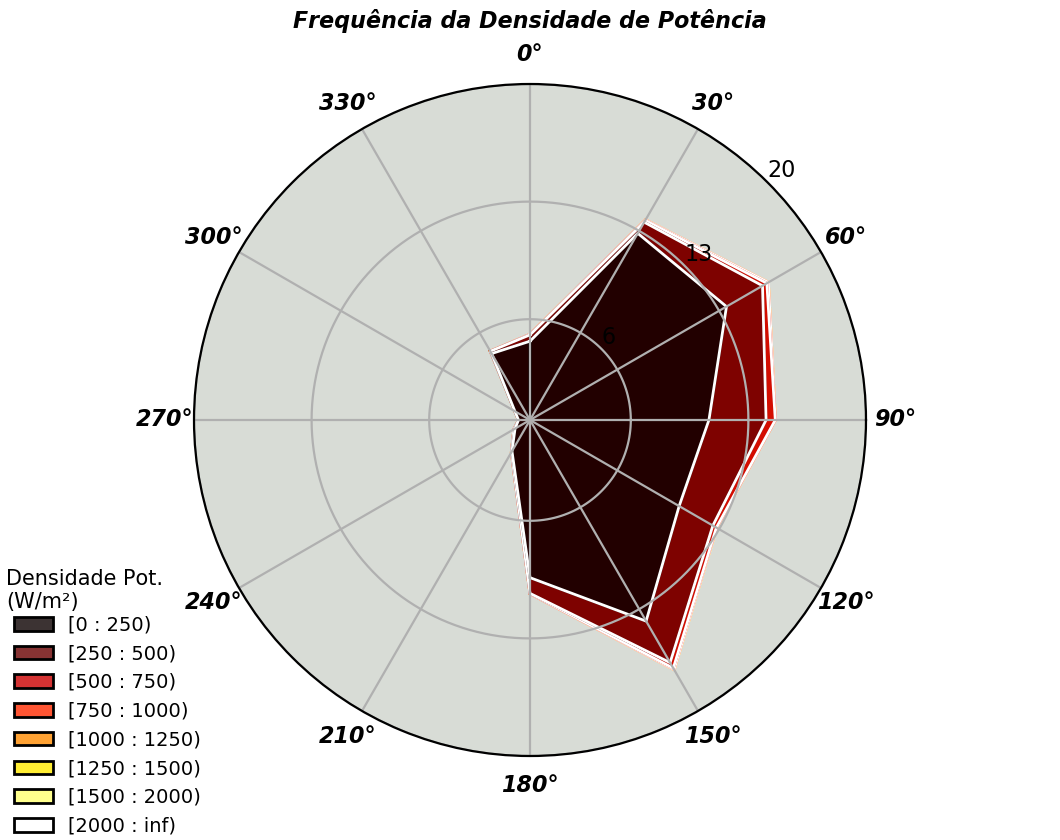 Frequência da Densidade de Potência
0°
330°
30°
20
300°
60°
13
6
270°
90°
240°
120°
210°
150°
180°
Densidade Pot.
(W/m²)
[0 : 250)
[250 : 500)
[500 : 750)
[750 : 1000)
[1000 : 1250)
[1250 : 1500)
[1500 : 2000)
[2000 : inf)